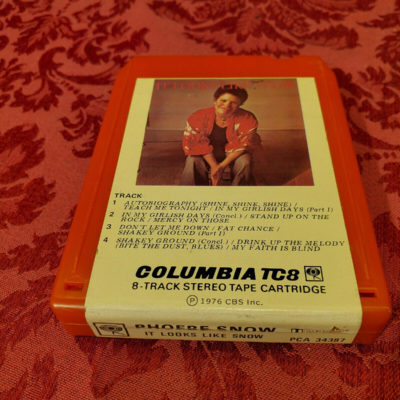 TRACK
1 AUTOBIOGRAPHY (SHINE, SHINE, SHINE) /
TEACH ME TONIGHT / IN MY GIRLISH DAYS (Part I)
2 IN MY GIRLISH DAYS (Concl.) / STAND UP ON THE
ROCK / MERCY ON THOSE
3 DON'T LET ME DOWN / FAT CHANCE /
SHAKEY GROUND (Part I)
4 SHAKEY GROUND (Concl.) / DRINK UP THE MELODY
(BITE THE DUST, BLUES) / MY FAITH IS BLIND
COLUMBIA TC8
8-TRACK STEREO TAPE CARTRIDGE
Ⓟ 1976 CBS Inc.
PHOEBE SNOW
IT LOOKS LIKE SNOW
PCA 34387